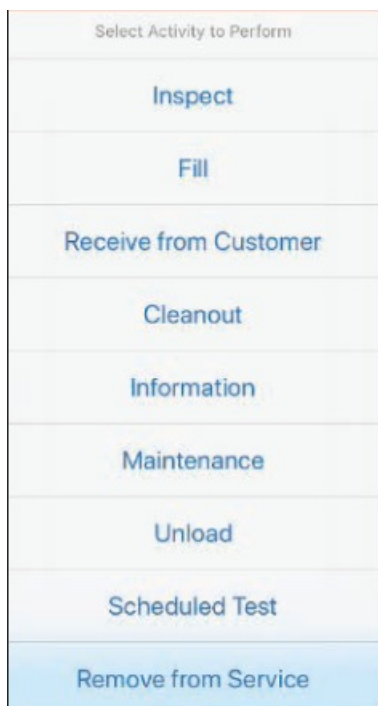 Select Activity to Perform
Inspect
Fill
Receive from Customer
Cleanout
Information
Maintenance
Unload
Scheduled Test
Remove from Service